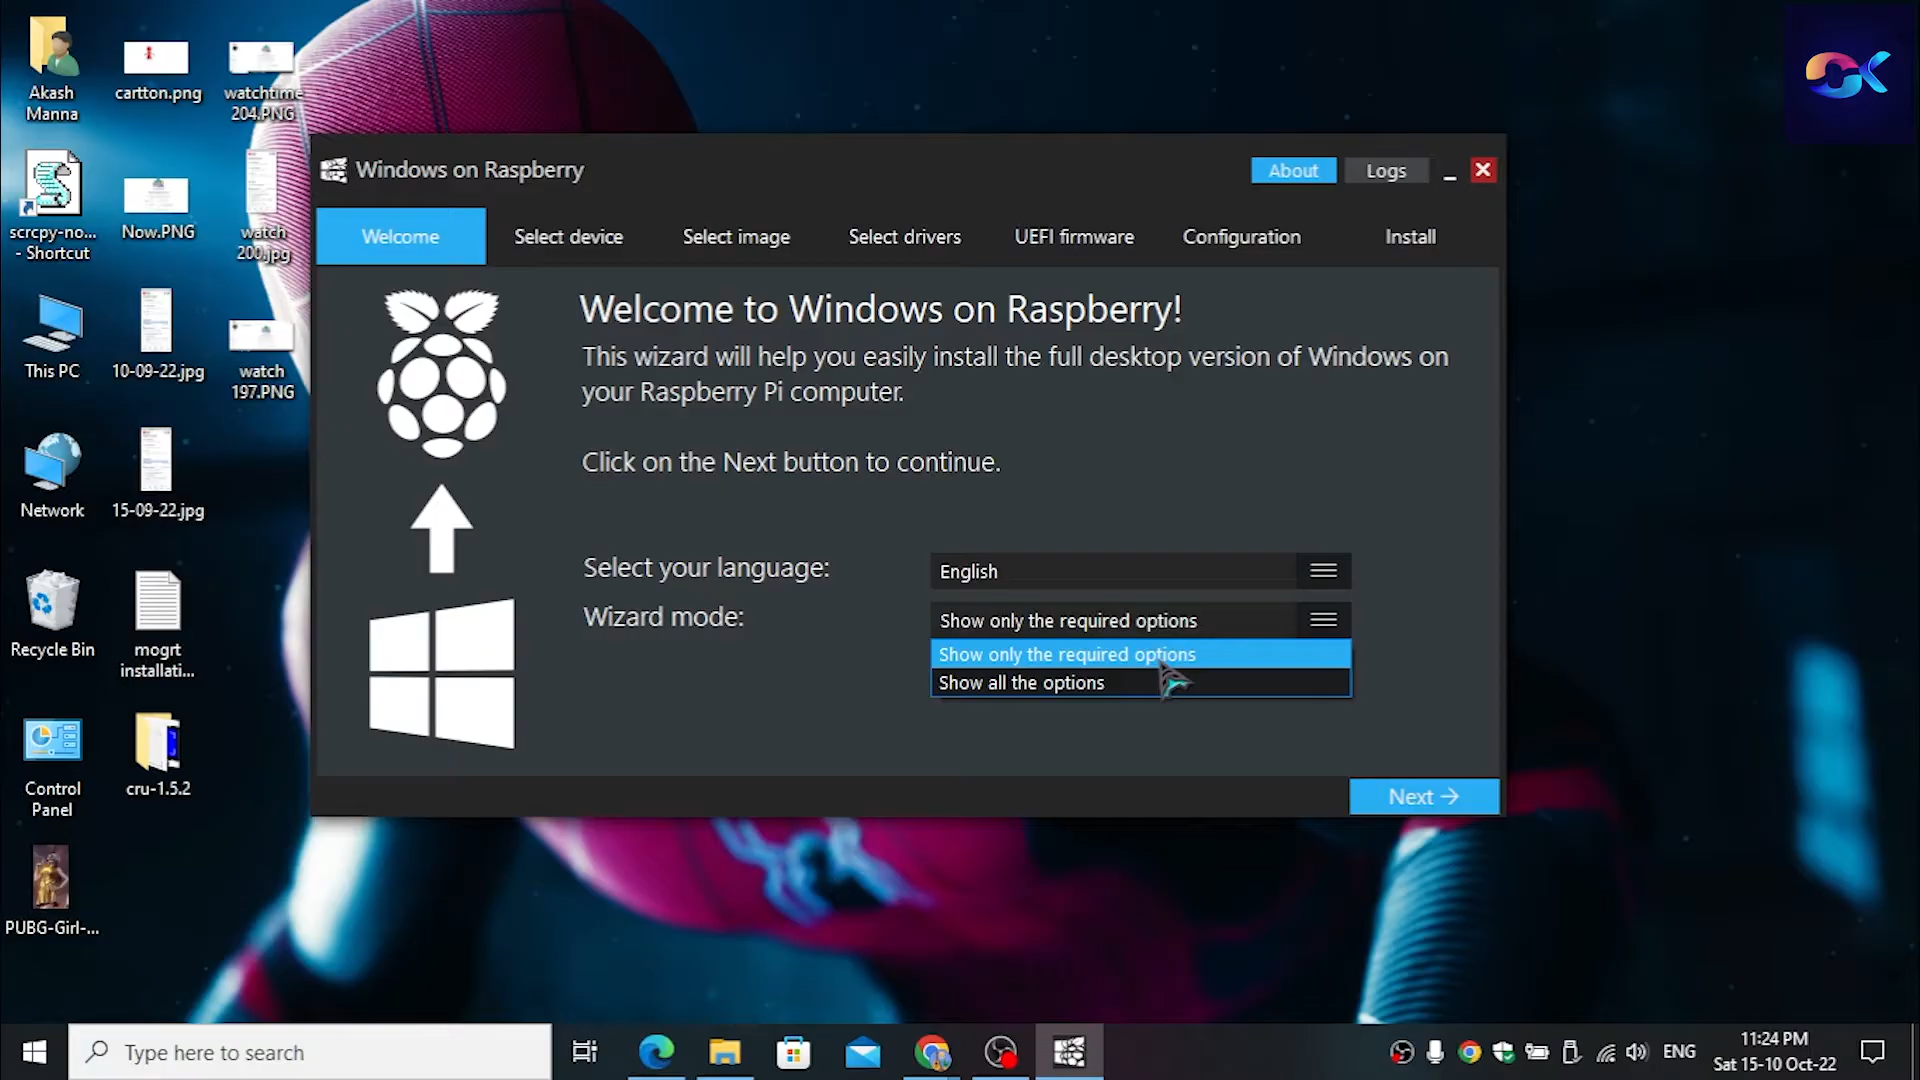 Akash
Manna
cartton.png
watchtime
204.PNG
scrcpy-no...
- Shortcut
Now.PNG
watch
200.jpg
This PC
10-09-22.jpg
watch
197.PNG
Network
15-09-22.jpg
Recycle Bin
mogrt
installati...
Control
Panel
cru-1.5.2
PUBG-Girl-...
Windows on Raspberry
About
Logs
Welcome
Select device
Select image
Select drivers
UEFI firmware
Configuration
Install
Welcome to Windows on Raspberry!
This wizard will help you easily install the full desktop version of Windows on
your Raspberry Pi computer.
Click on the Next button to continue.
Select your language:
English
Wizard mode:
Show only the required options
Show only the required options
Show all the options
Next →
Type here to search
ENG
11:24 PM
Sat 15-10 Oct-22